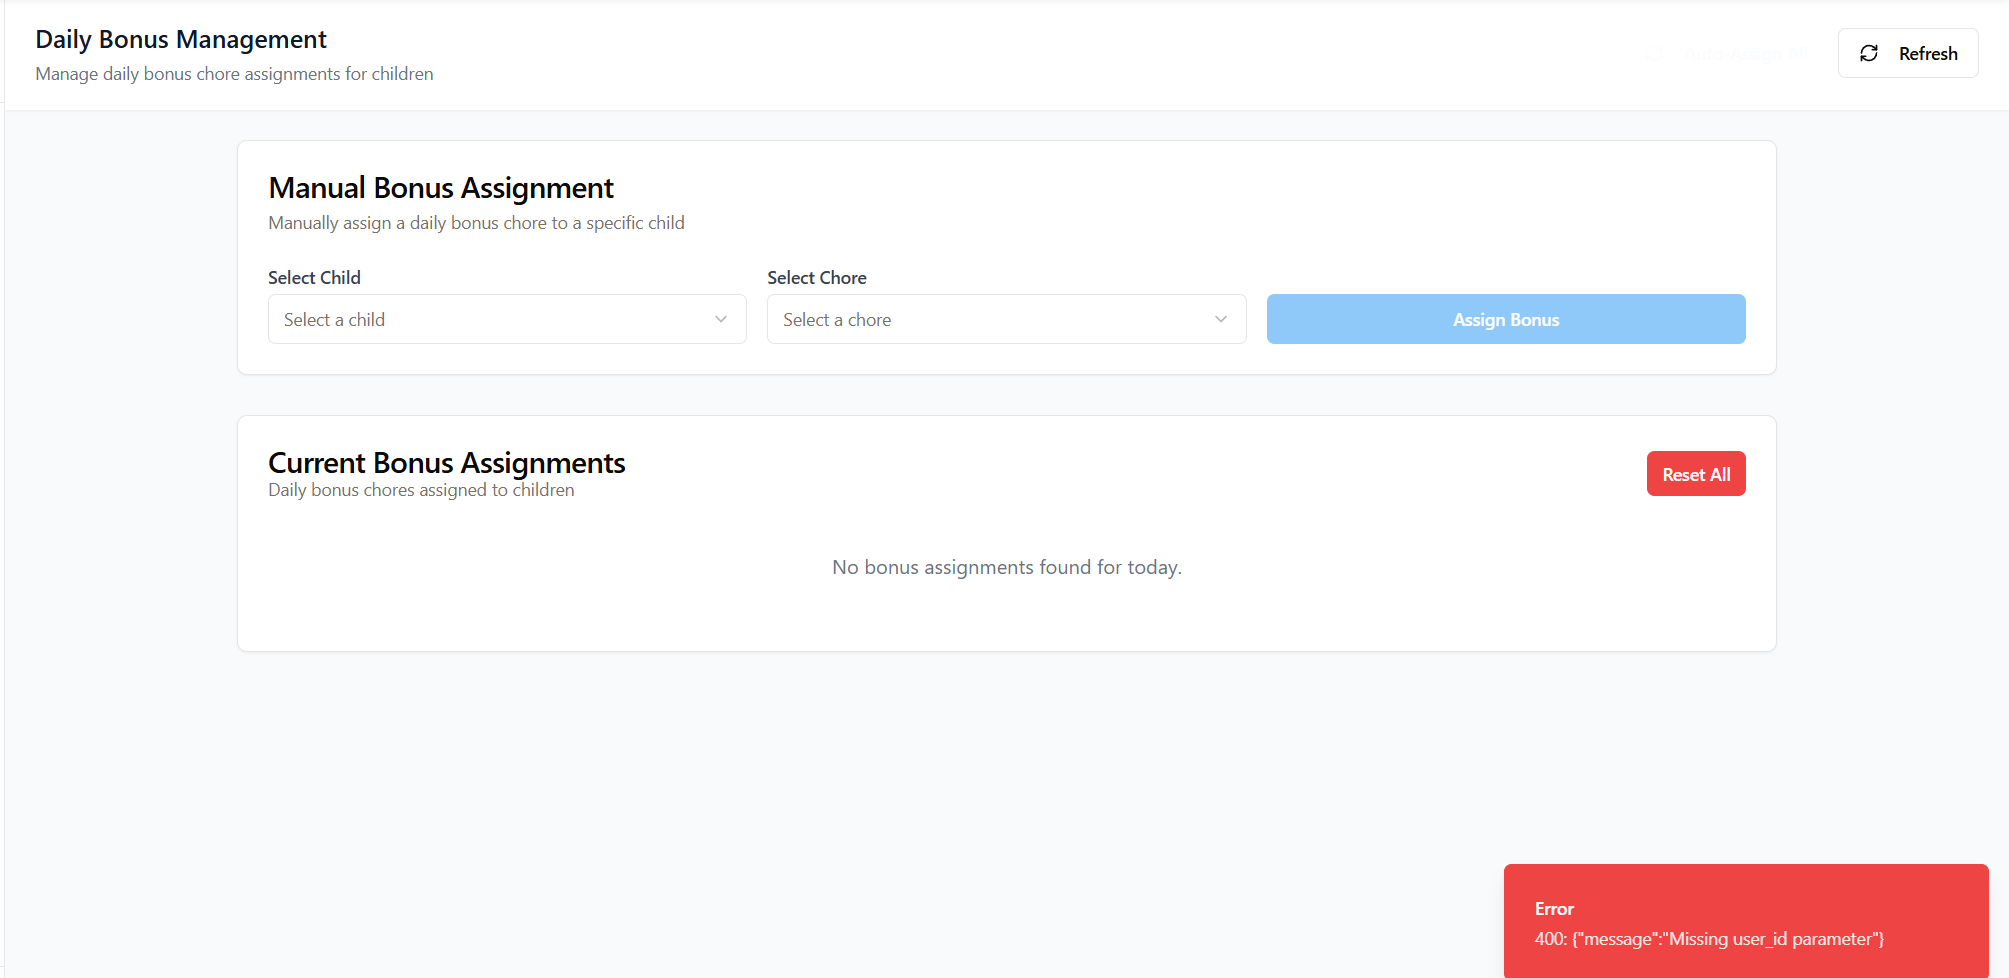 Daily Bonus Management
Manage daily bonus chore assignments for children
Refresh
Manual Bonus Assignment
Manually assign a daily bonus chore to a specific child
Select Child
Select Chore
Select a child
Select a chore
Assign Bonus
Current Bonus Assignments
Daily bonus chores assigned to children
Reset All
No bonus assignments found for today.
Error
400: {"message":"Missing user_id parameter"}